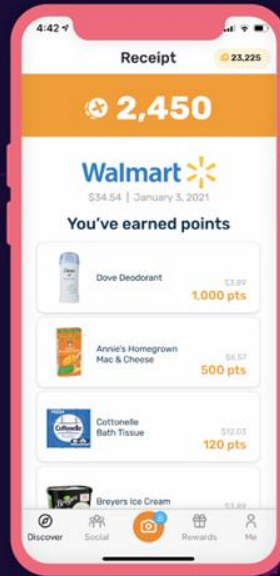 4:42
Receipt
23,225
2,450
Walmart
$34.54 | January 3, 2021
You've earned points
Dove Deodorant
$3.89
1,000 pts
Annie's Homegrown
Mac & Cheese
$6.57
500 pts
Cottonelle
Bath Tissue
$12.03
120 pts
Breyers Ice Cream
$3.89
Discover
Social
Rewards
Me